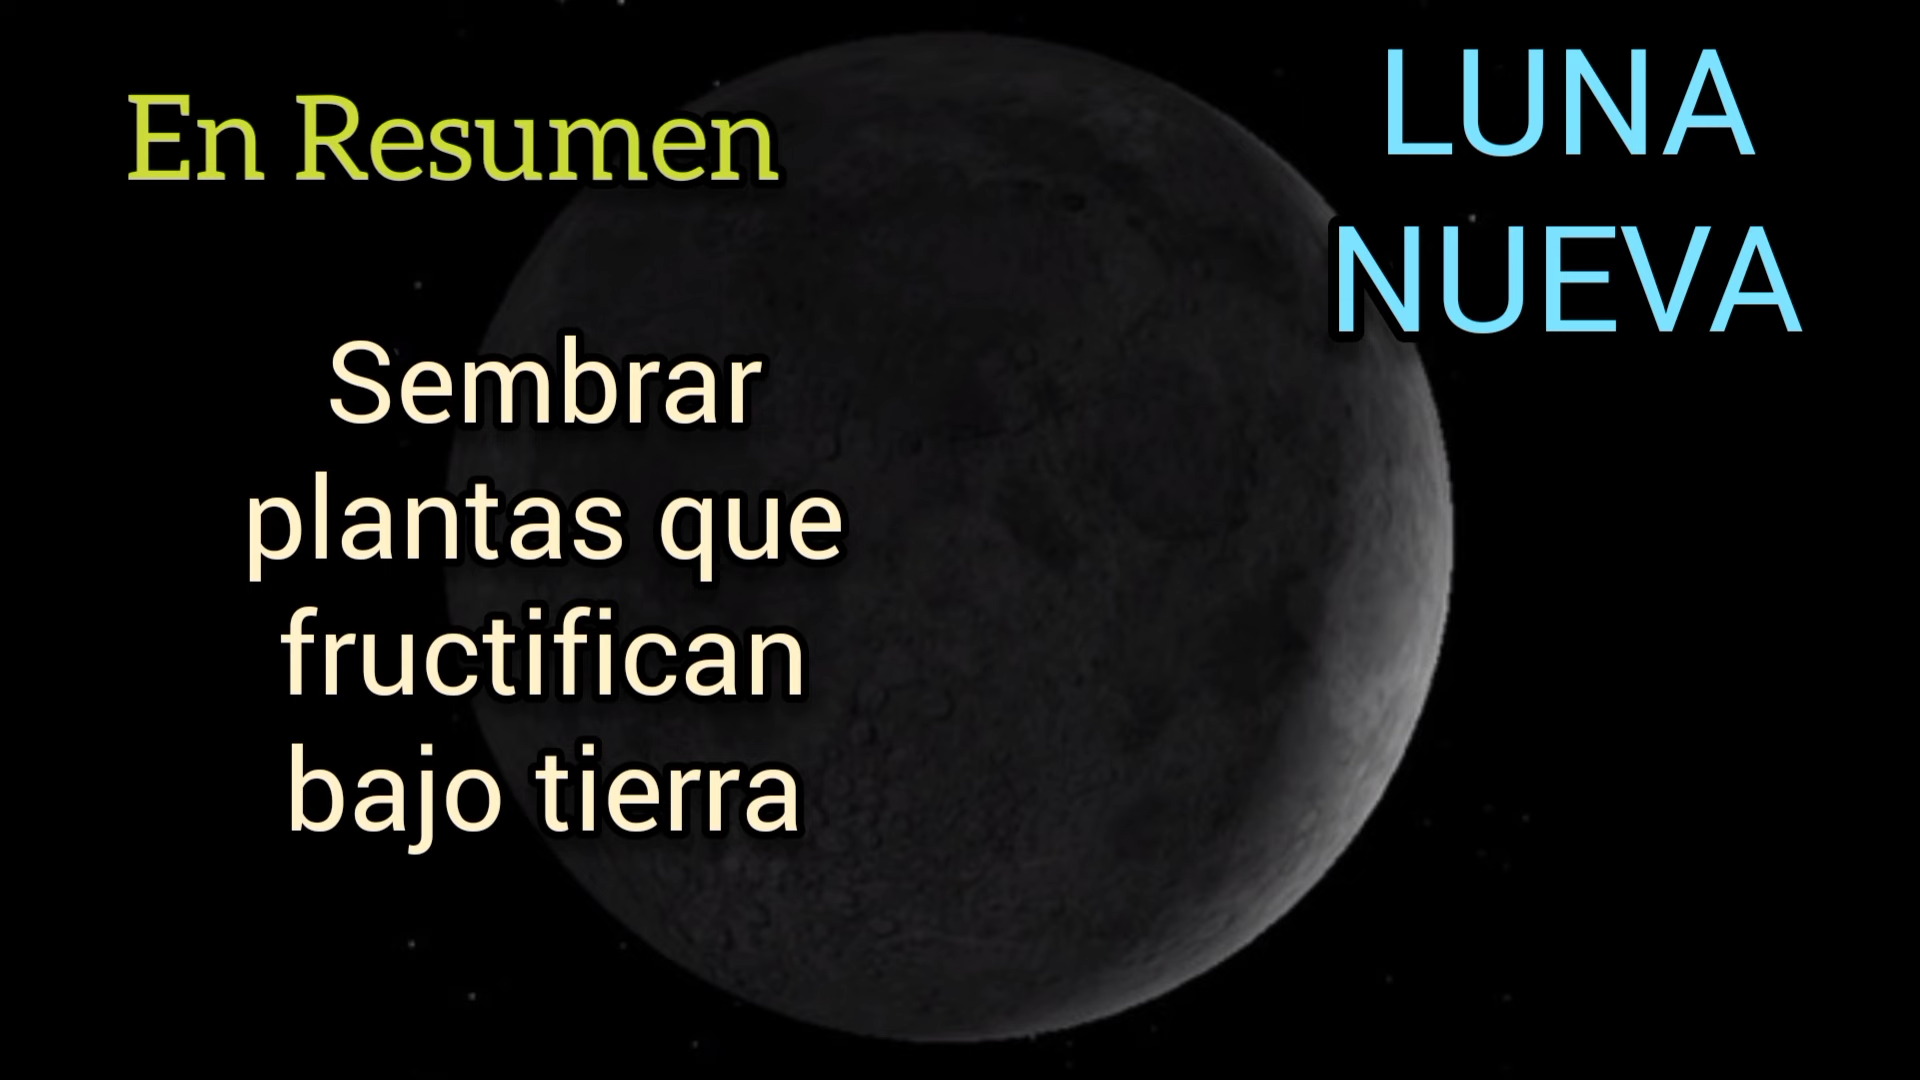 En Resumen
LUNA
NUEVA
Sembrar
plantas que
fructifican
bajo tierra